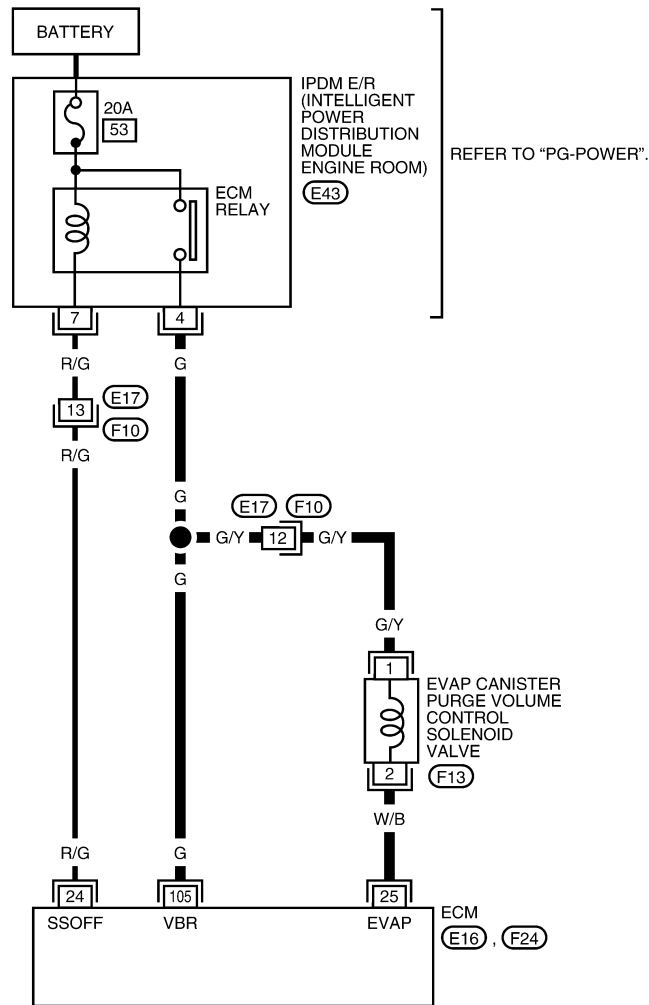 BATTERY
20A
53
IPDM E/R
(INTELLIGENT
POWER
DISTRIBUTION
MODULE
ENGINE ROOM)
E43
REFER TO “PG-POWER”.
ECM
RELAY
7
4
R/G
G
13
E17
F10
R/G
G
E17
F10
G/Y
12
G/Y
G
G/Y
1
EVAP CANISTER
PURGE VOLUME
CONTROL
SOLENOID
VALVE
2
F13
W/B
R/G
G
24
105
25
SSOFF
VBR
EVAP
ECM
E16 , F24